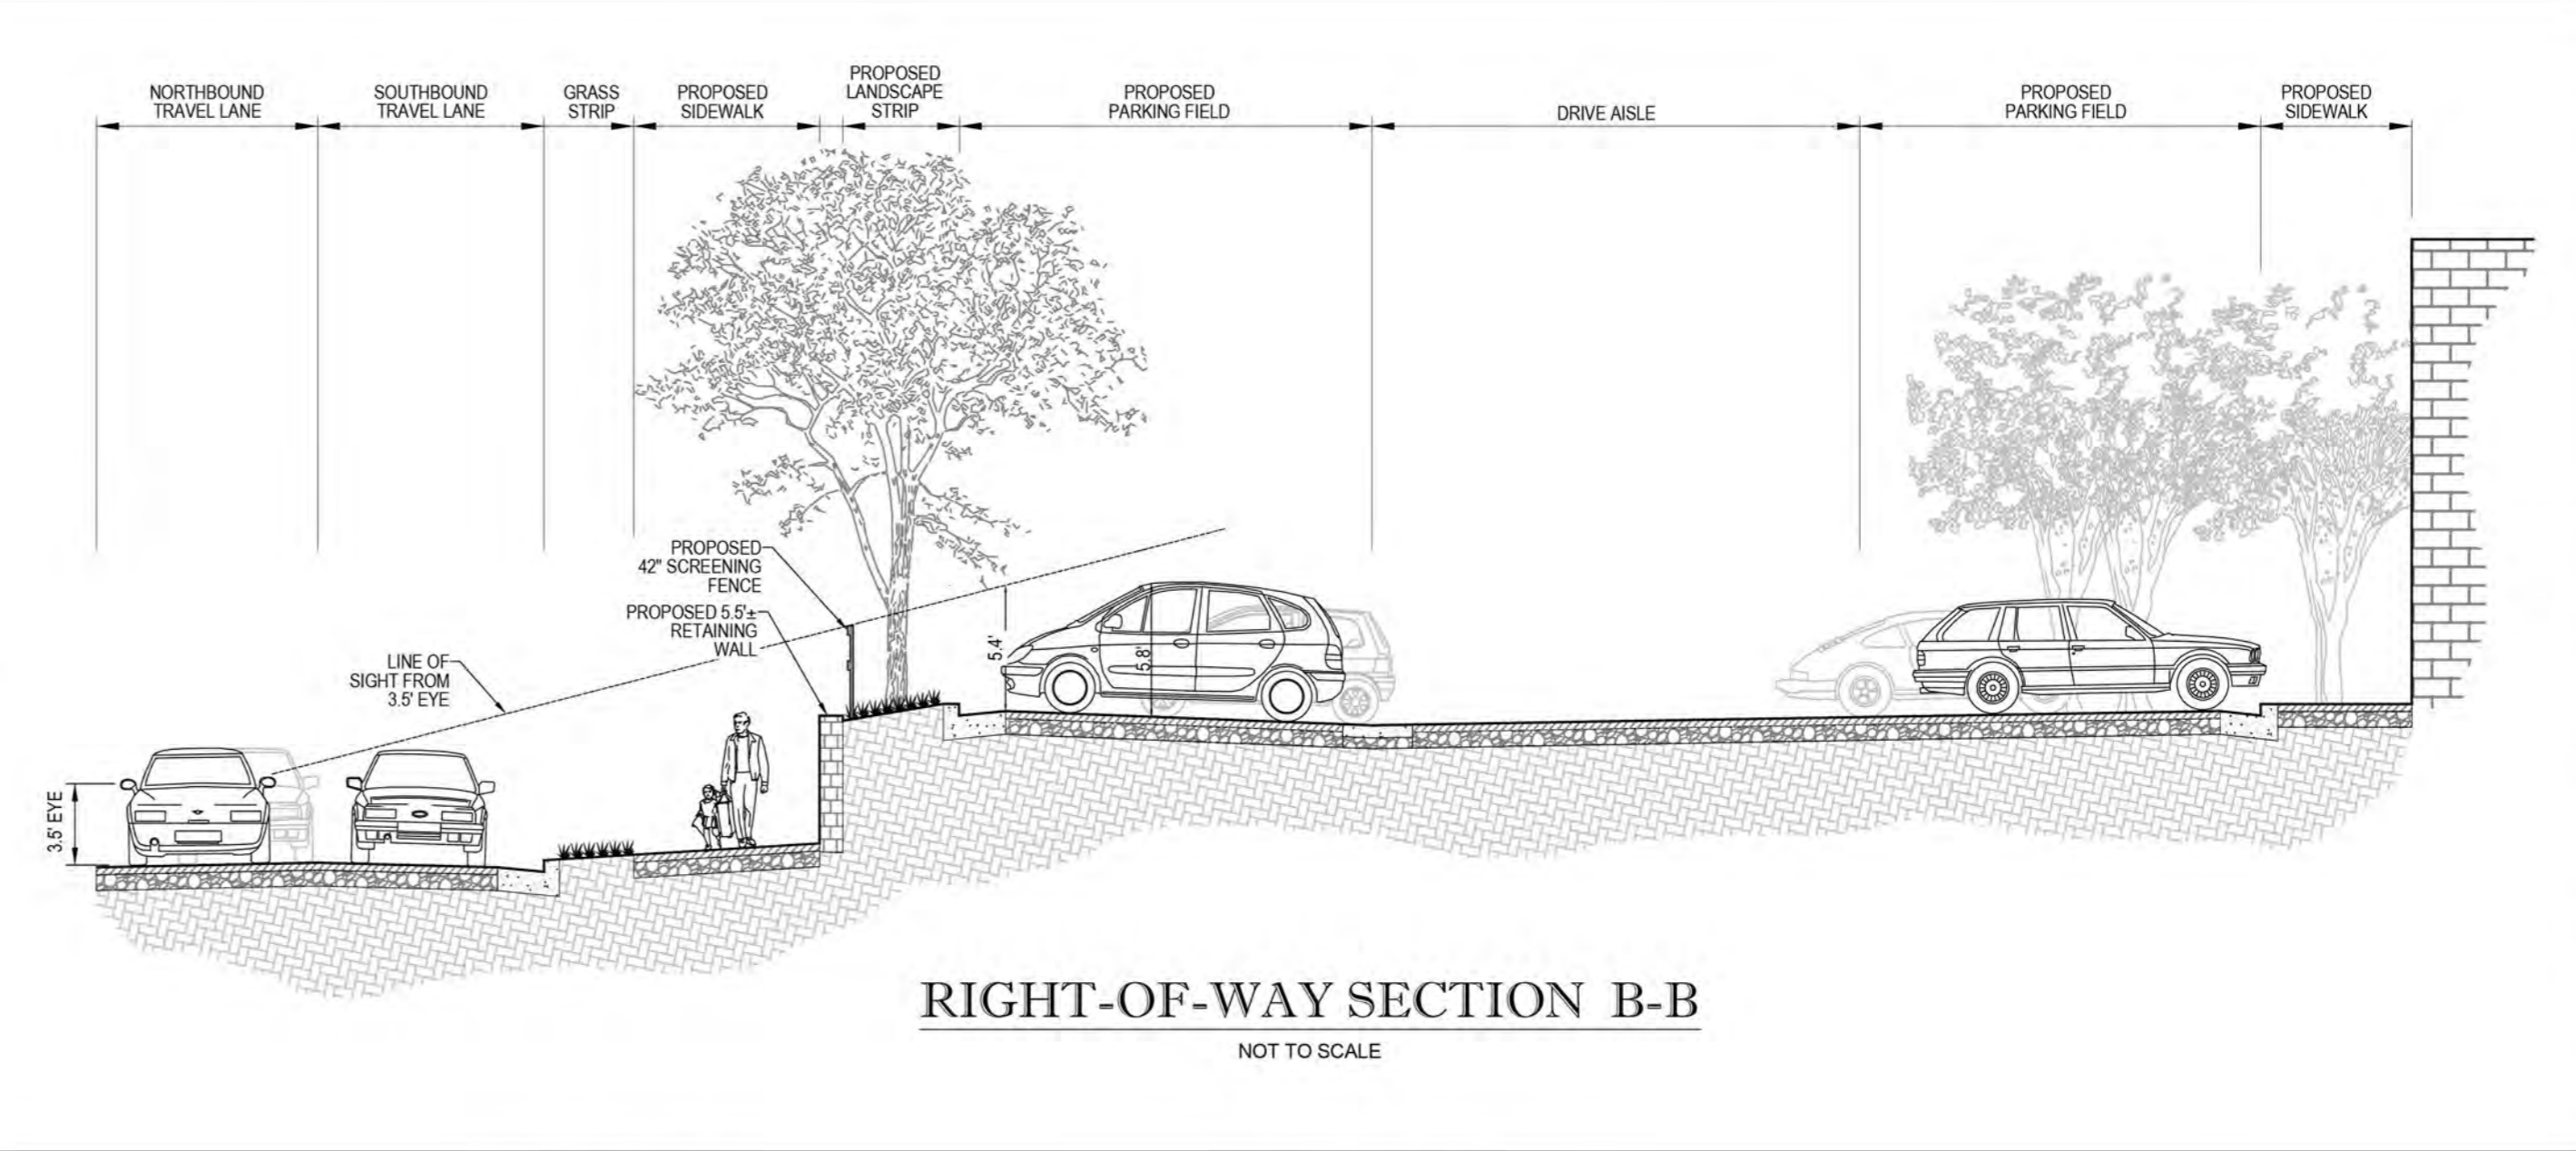 NORTHBOUND
TRAVEL LANE
SOUTHBOUND
TRAVEL LANE
GRASS
STRIP
PROPOSED
SIDEWALK
PROPOSED
LANDSCAPE
STRIP
PROPOSED
PARKING FIELD
DRIVE AISLE
PROPOSED
PARKING FIELD
PROPOSED
SIDEWALK
PROPOSED
42" SCREENING
FENCE
PROPOSED 5.5'±
RETAINING
WALL
LINE OF
SIGHT FROM
3.5' EYE
5.4'
5.8'
3.5' EYE
RIGHT-OF-WAY SECTION B-B
NOT TO SCALE